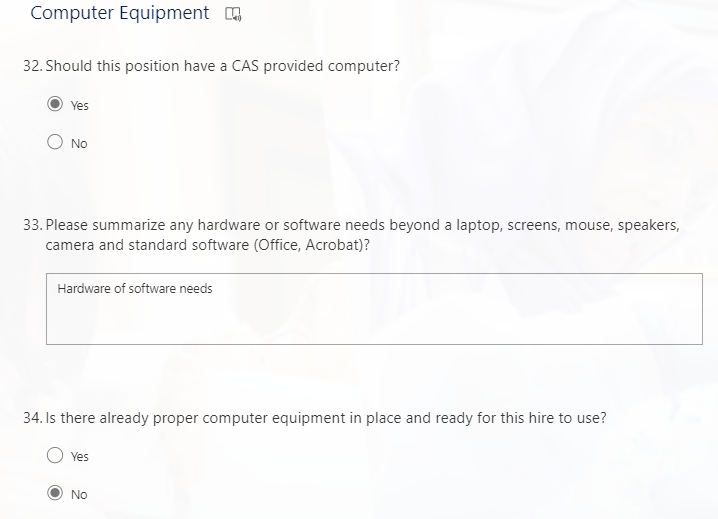 Computer Equipment
32. Should this position have a CAS provided computer?
Yes
No
33. Please summarize any hardware or software needs beyond a laptop, screens, mouse, speakers,
camera and standard software (Office, Acrobat)?
Hardware of software needs
34. Is there already proper computer equipment in place and ready for this hire to use?
Yes
No